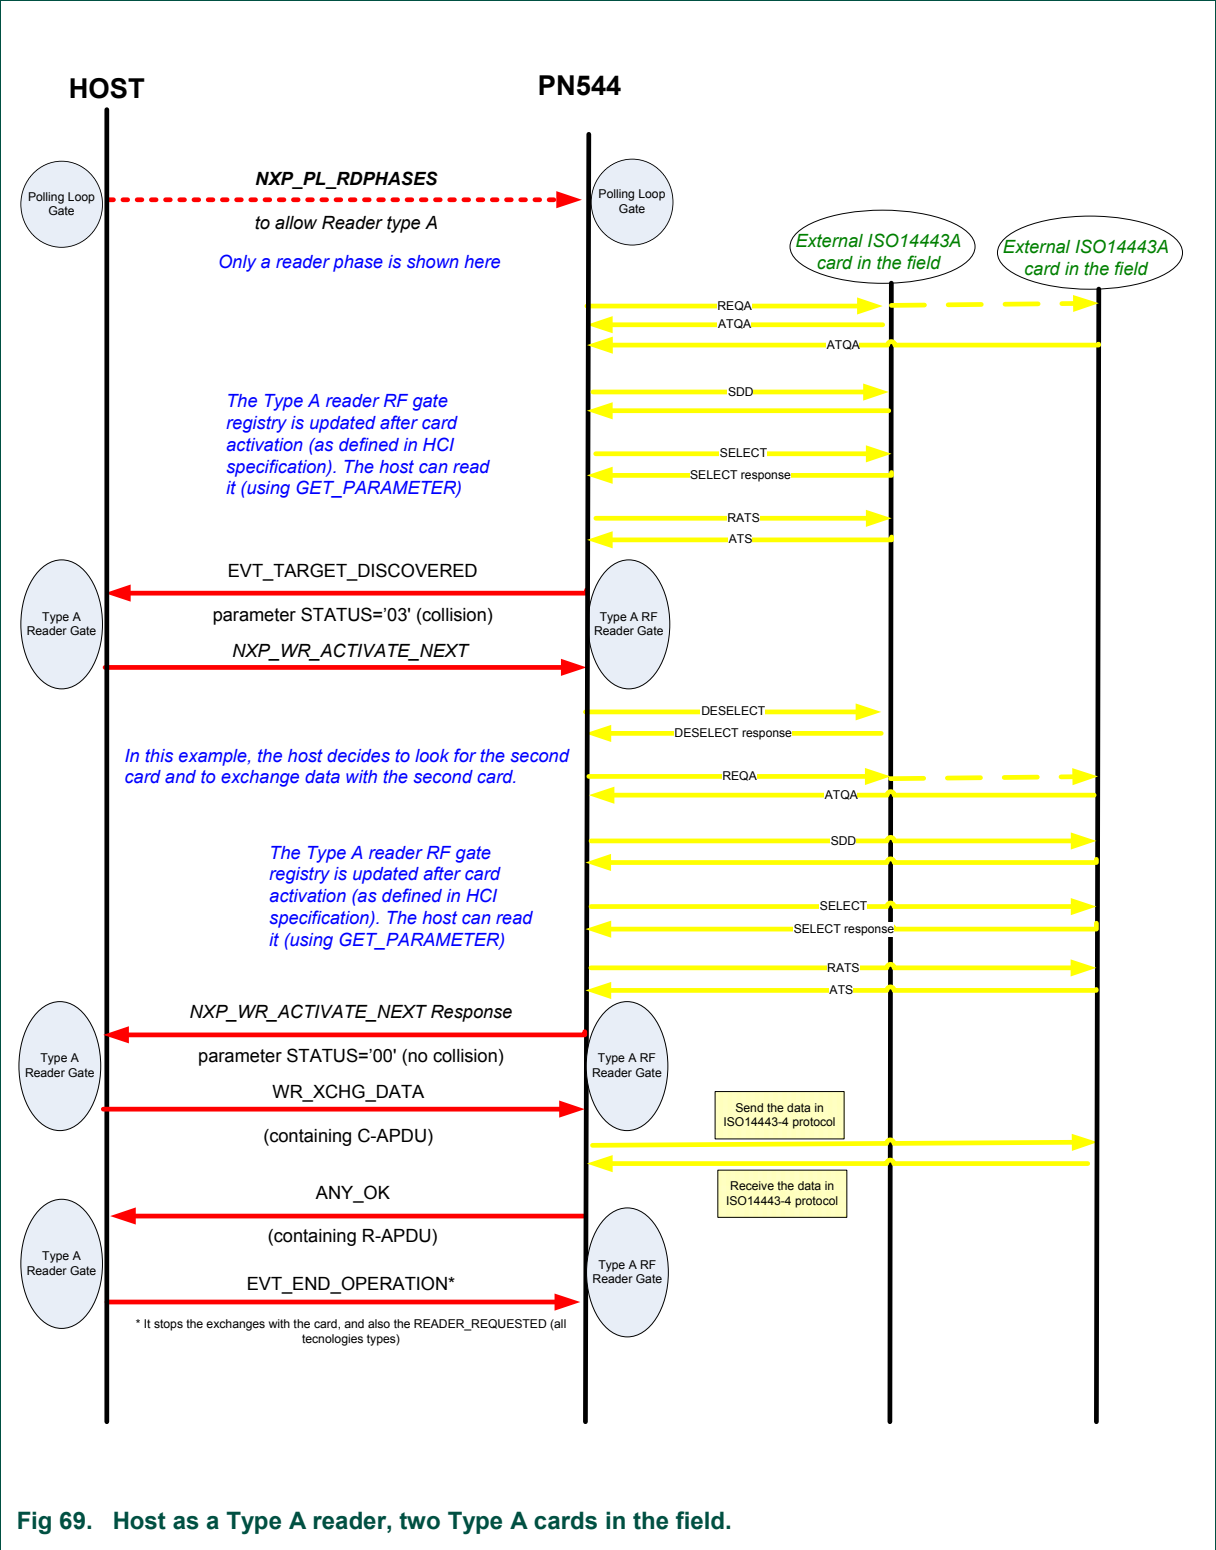 HOST
PN544
Polling Loop
Gate
NXP_PL_RDPHASES
to allow Reader type A
Only a reader phase is shown here
Polling Loop
Gate
External ISO14443A
card in the field
External ISO14443A
card in the field
REQA
ATQA
ATQA
SDD
The Type A reader RF gate
registry is updated after card
activation (as defined in HCI
specification). The host can read
it (using GET_PARAMETER)
SELECT
SELECT response
RATS
ATS
EVT_TARGET_DISCOVERED
parameter STATUS='03' (collision)
Type A
Reader Gate
Type A RF
Reader Gate
NXP_WR_ACTIVATE_NEXT
DESELECT
DESELECT response
In this example, the host decides to look for the second
card and to exchange data with the second card.
REQA
ATQA
SDD
The Type A reader RF gate
registry is updated after card
activation (as defined in HCI
specification). The host can read
it (using GET_PARAMETER)
SELECT
SELECT response
RATS
ATS
NXP_WR_ACTIVATE_NEXT Response
parameter STATUS='00' (no collision)
Type A
Reader Gate
Type A RF
Reader Gate
WR_XCHG_DATA
(containing C-APDU)
Send the data in
ISO14443-4 protocol
Receive the data in
ISO14443-4 protocol
ANY_OK
(containing R-APDU)
Type A
Reader Gate
Type A RF
Reader Gate
EVT_END_OPERATION*
* It stops the exchanges with the card, and also the READER_REQUESTED (all
tecnologies types)
Fig 69. Host as a Type A reader, two Type A cards in the field.